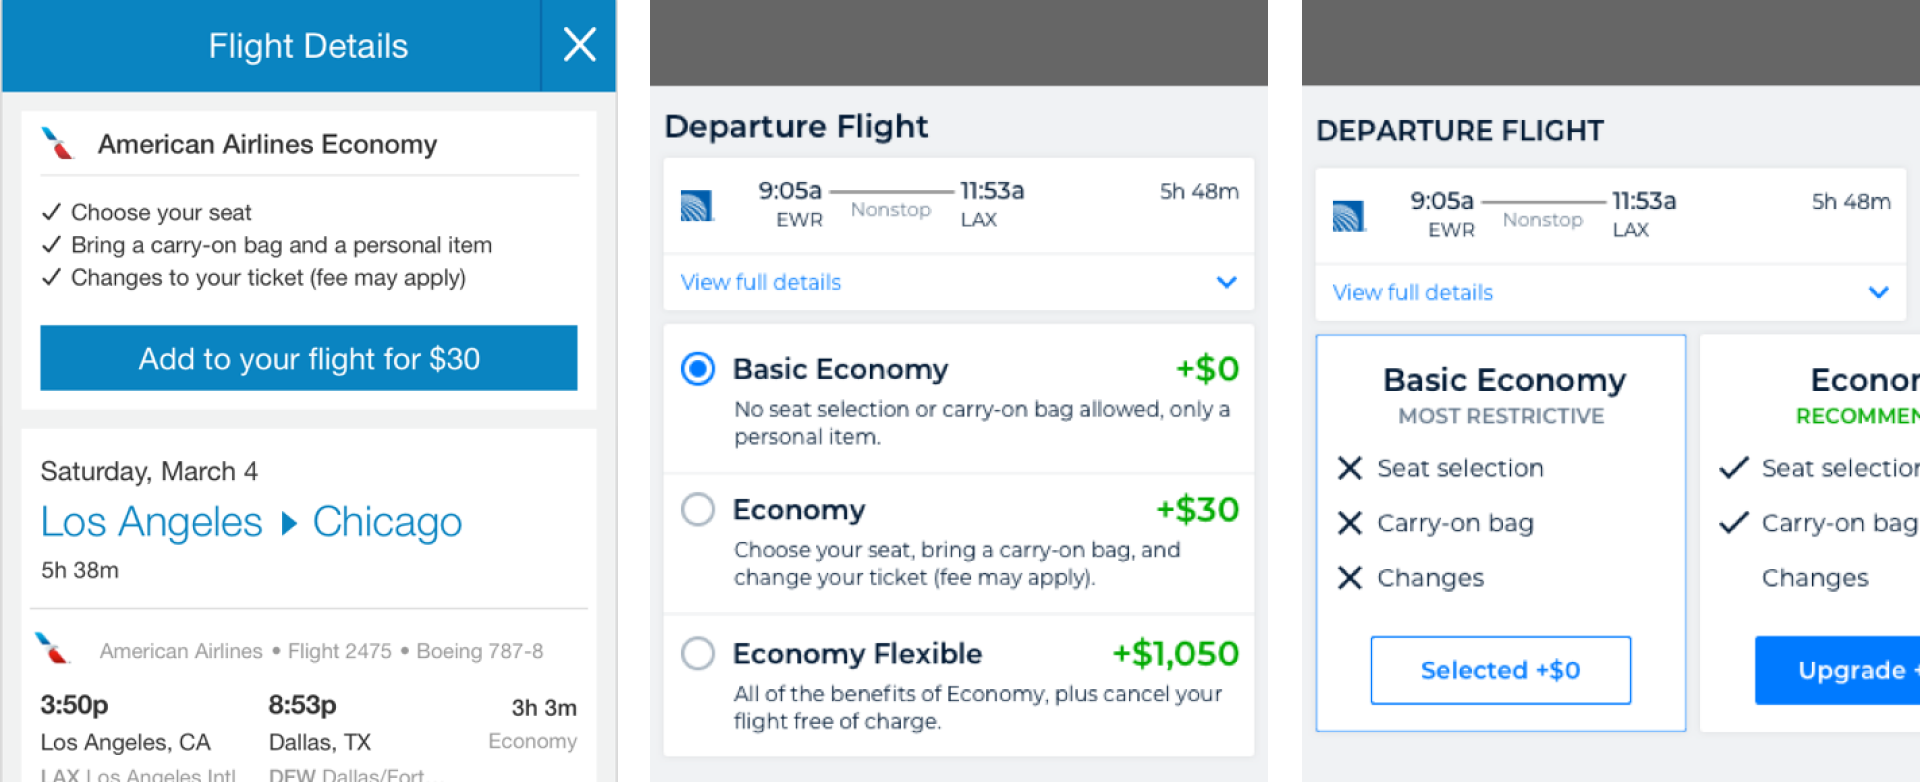 Flight Details
American Airlines Economy
Choose your seat
Bring a carry-on bag and a personal item
Changes to your ticket (fee may apply)
Add to your flight for $30
Saturday, March 4
Los Angeles Chicago
5h 38m
American Airlines • Flight 2475 • Boeing 787-8
3:50p 8:53p 3h 3m
Los Angeles, CA Dallas, TX Economy
LAX Los Angeles Intl DFW Dallas/Fort...
Departure Flight
9:05a 11:53a 5h 48m
EWR Nonstop LAX
View full details
Basic Economy +$0
No seat selection or carry-on bag allowed, only a
personal item.
Economy +$30
Choose your seat, bring a carry-on bag, and
change your ticket (fee may apply).
Economy Flexible +$1,050
All of the benefits of Economy, plus cancel your
flight free of charge.
DEPARTURE FLIGHT
9:05a 11:53a 5h 48m
EWR Nonstop LAX
View full details
Basic Economy
MOST RESTRICTIVE
Seat selection
Carry-on bag
Changes
Selected +$0
Econo
RECOMMEN
Seat selection
Carry-on bag
Changes
Upgrade +